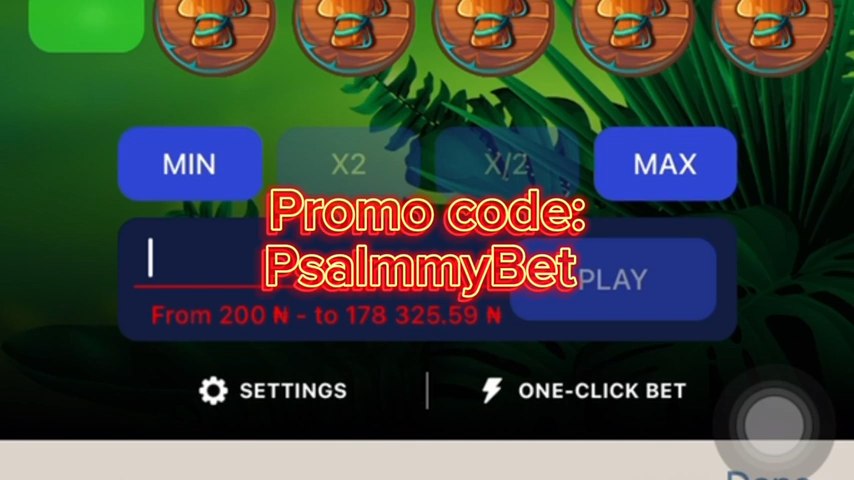 MIN
X2
X/2
MAX
Promo code:
PsalmmyBet
PLAY
From 200 ₦ - to 178 325.59 ₦
SETTINGS
ONE-CLICK BET